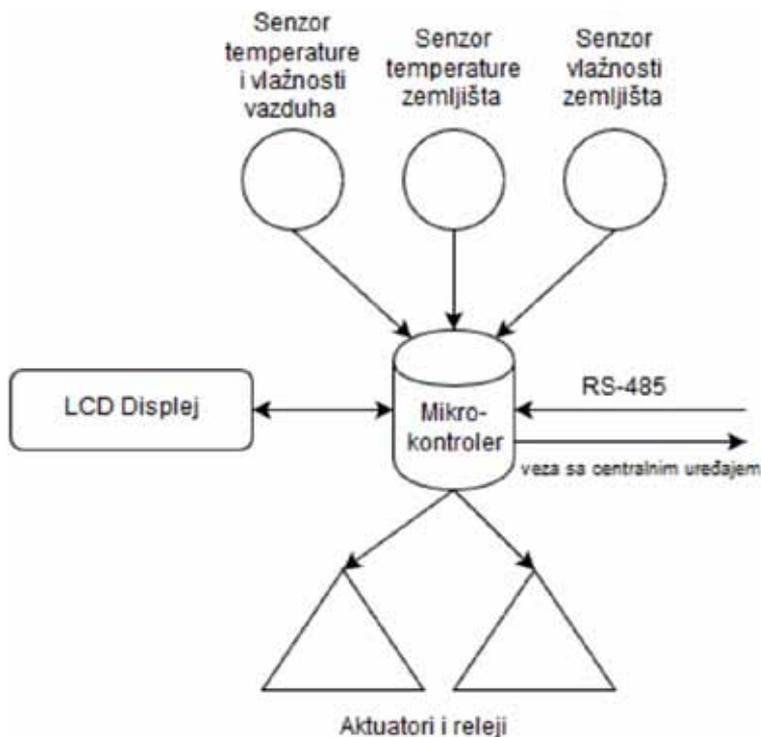 Senzor
temperature
i vlažnosti
vazduha
Senzor
temperature
zemljišta
Senzor
vlažnosti
zemljišta
LCD Displej
Mikro-
kontroler
RS-485
veza sa centralnim uređajem
Aktuatori i releji